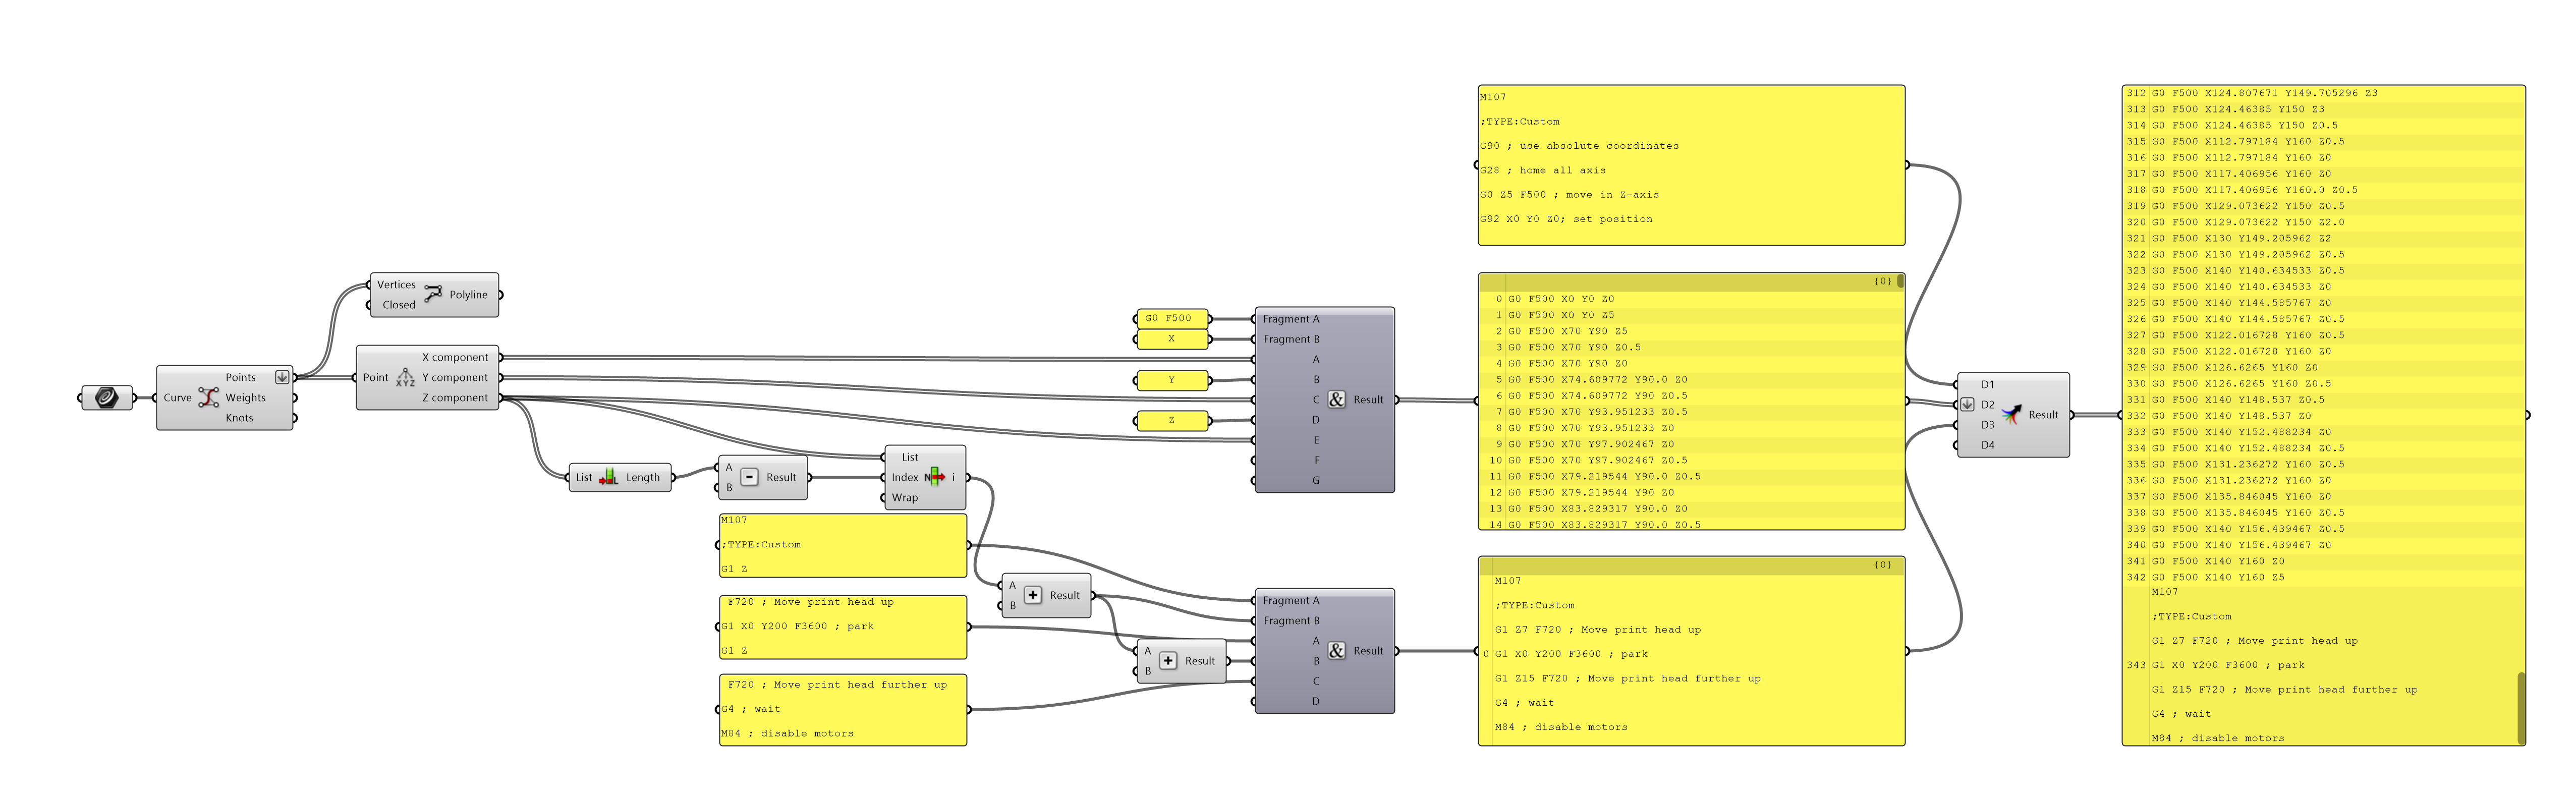 Curve
Points
Weights
Knots
Vertices
Closed
Polyline
Point
XYZ
X component
Y component
Z component
List
L
Length
A
B
-
Result
List
Index
Wrap
N
i
M107
;TYPE:Custom
G1 Z
F720 ; Move print head up
G1 X0 Y200 F3600 ; park
G1 Z
F720 ; Move print head further up
G4 ; wait
M84 ; disable motors
A
B
+
Result
A
B
+
Result
G0 F500
X
Y
Z
Fragment A
Fragment B
A
B
C
D
E
F
G
&
Result
Fragment A
Fragment B
A
B
C
D
&
Result
M107
;TYPE:Custom
G90 ; use absolute coordinates
G28 ; home all axis
G0 Z5 F500 ; move in Z-axis
G92 X0 Y0 Z0; set position
{0}
0 G0 F500 X0 Y0 Z0
1 G0 F500 X0 Y0 Z5
2 G0 F500 X70 Y90 Z5
3 G0 F500 X70 Y90 Z0.5
4 G0 F500 X70 Y90 Z0
5 G0 F500 X74.609772 Y90.0 Z0
6 G0 F500 X74.609772 Y90 Z0.5
7 G0 F500 X70 Y93.951233 Z0.5
8 G0 F500 X70 Y93.951233 Z0
9 G0 F500 X70 Y97.902467 Z0
10 G0 F500 X70 Y97.902467 Z0.5
11 G0 F500 X79.219544 Y90.0 Z0.5
12 G0 F500 X79.219544 Y90 Z0
13 G0 F500 X83.829317 Y90.0 Z0
14 G0 F500 X83.829317 Y90.0 Z0.5
{0}
M107
;TYPE:Custom
G1 Z7 F720 ; Move print head up
0 G1 X0 Y200 F3600 ; park
G1 Z15 F720 ; Move print head further up
G4 ; wait
M84 ; disable motors
D1
D2
D3
D4
Result
312 G0 F500 X124.807671 Y149.705296 Z3
313 G0 F500 X124.46385 Y150 Z3
314 G0 F500 X124.46385 Y150 Z0.5
315 G0 F500 X112.797184 Y160 Z0.5
316 G0 F500 X112.797184 Y160 Z0
317 G0 F500 X117.406956 Y160 Z0
318 G0 F500 X117.406956 Y160.0 Z0.5
319 G0 F500 X129.073622 Y150 Z0.5
320 G0 F500 X129.073622 Y150 Z2.0
321 G0 F500 X130 Y149.205962 Z2
322 G0 F500 X130 Y149.205962 Z0.5
323 G0 F500 X140 Y140.634533 Z0.5
324 G0 F500 X140 Y140.634533 Z0
325 G0 F500 X140 Y144.585767 Z0
326 G0 F500 X140 Y144.585767 Z0.5
327 G0 F500 X122.016728 Y160 Z0.5
328 G0 F500 X122.016728 Y160 Z0
329 G0 F500 X126.6265 Y160 Z0
330 G0 F500 X126.6265 Y160 Z0.5
331 G0 F500 X140 Y148.537 Z0.5
332 G0 F500 X140 Y148.537 Z0
333 G0 F500 X140 Y152.488234 Z0
334 G0 F500 X140 Y152.488234 Z0.5
335 G0 F500 X131.236272 Y160 Z0.5
336 G0 F500 X131.236272 Y160 Z0
337 G0 F500 X135.846045 Y160 Z0
338 G0 F500 X135.846045 Y160 Z0.5
339 G0 F500 X140 Y156.439467 Z0.5
340 G0 F500 X140 Y156.439467 Z0
341 G0 F500 X140 Y160 Z0
342 G0 F500 X140 Y160 Z5
M107
;TYPE:Custom
G1 Z7 F720 ; Move print head up
343 G1 X0 Y200 F3600 ; park
G1 Z15 F720 ; Move print head further up
G4 ; wait
M84 ; disable motors